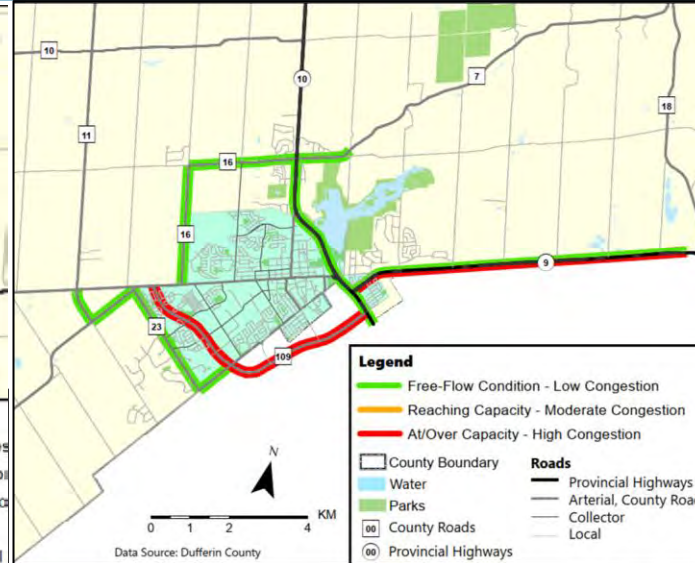 10
10
7
11
18
16
16
9
23
109
Legend
Free-Flow Condition - Low Congestion
Reaching Capacity - Moderate Congestion
At/Over Capacity - High Congestion
County Boundary
Water
Parks
00 County Roads
00 Provincial Highways
Roads
Provincial Highways
Arterial, County Road
Collector
Local
N
KM
0 1 2 4
Data Source: Dufferin County